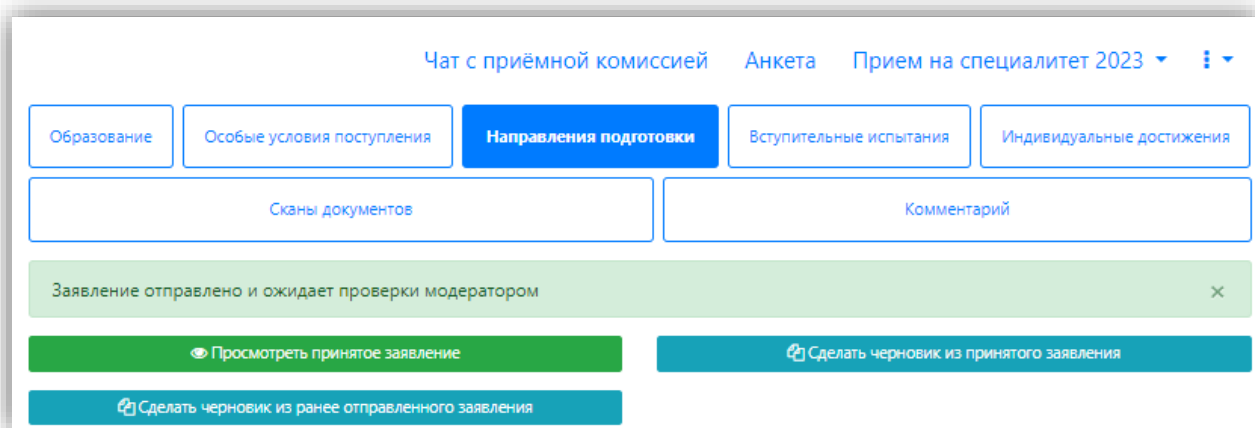 Чат с приёмной комиссией Анкета Прием на специалитет 2023
Образование Особые условия поступления Направления подготовки Вступительные испытания Индивидуальные достижения
Сканы документов Комментарий
Заявление отправлено и ожидает проверки модератором ×
Просмотреть принятое заявление Сделать черновик из принятого заявления
Сделать черновик из ранее отправленного заявления